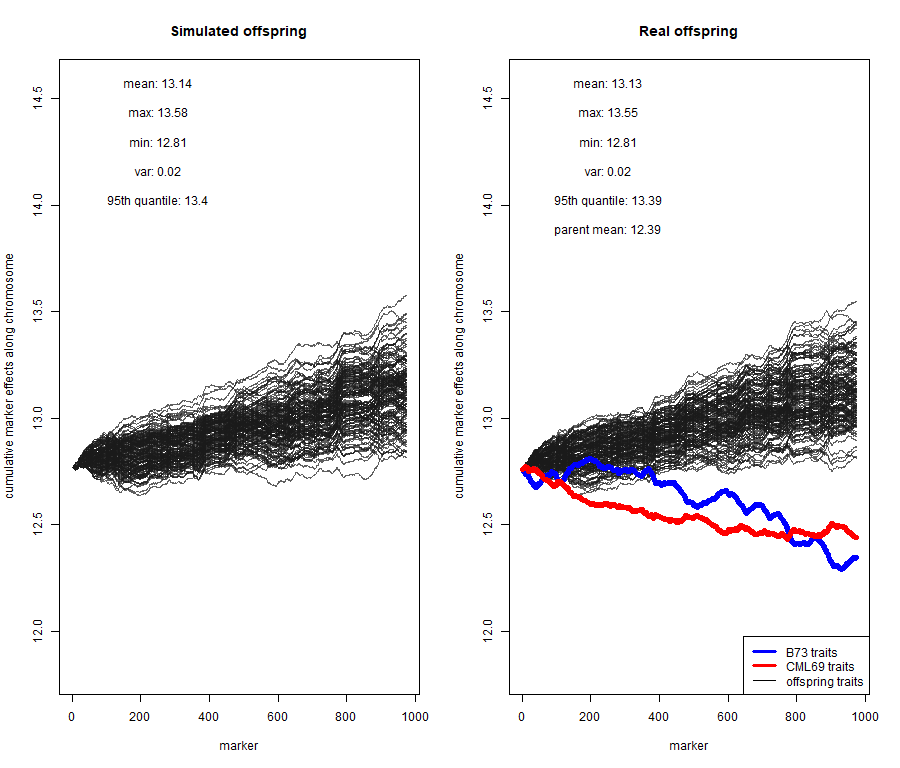 Simulated offspring
mean: 13.14
max: 13.58
min: 12.81
var: 0.02
95th quantile: 13.4
cumulative marker effects along chromosome
14.5
14.0
13.5
13.0
12.5
12.0
0 200 400 600 800 1000
marker
Real offspring
mean: 13.13
max: 13.55
min: 12.81
var: 0.02
95th quantile: 13.39
parent mean: 12.39
cumulative marker effects along chromosome
14.5
14.0
13.5
13.0
12.5
12.0
B73 traits
CML69 traits
offspring traits
0 200 400 600 800 1000
marker